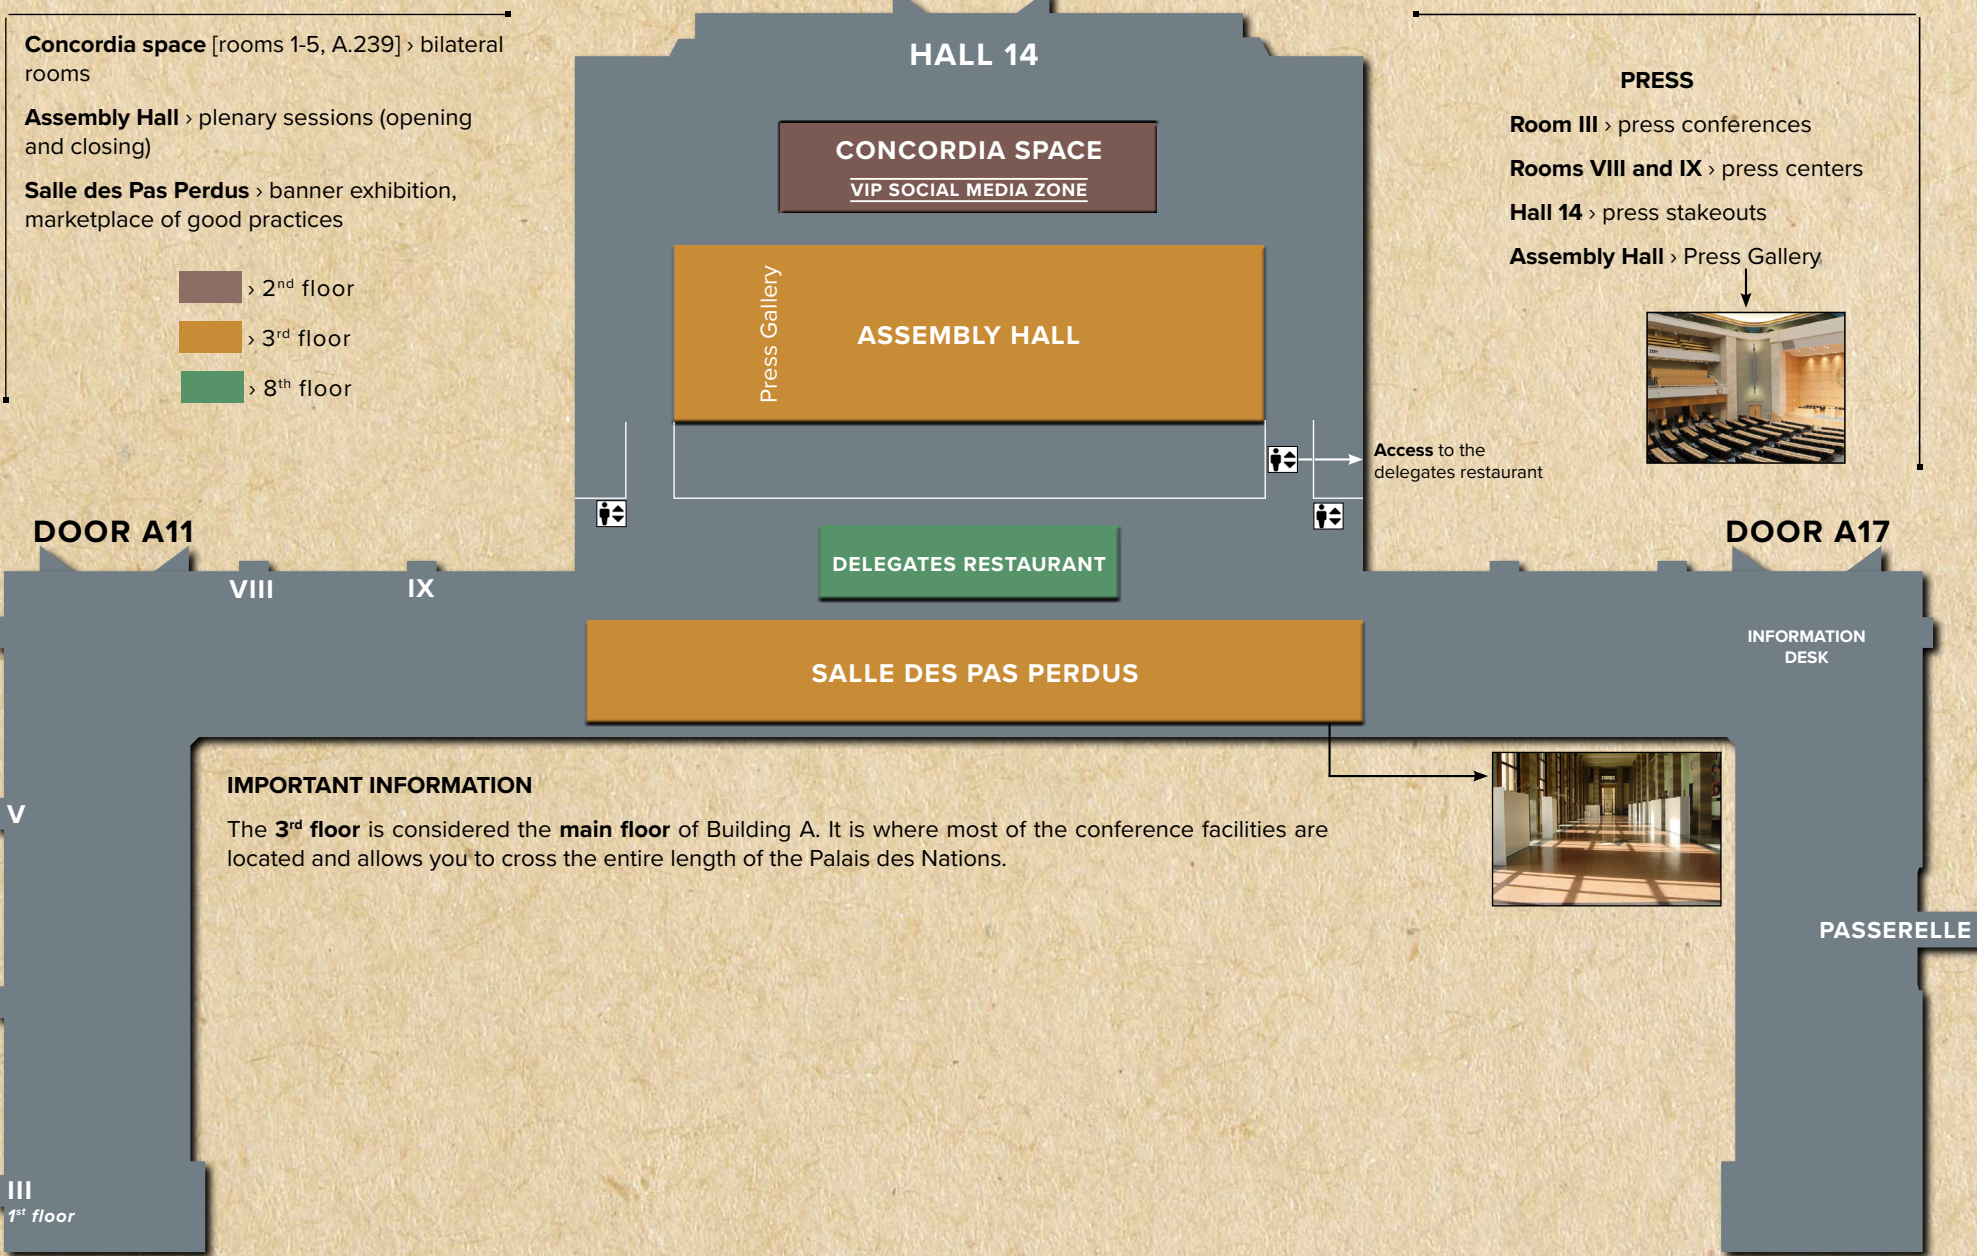 Concordia space [rooms 1-5, A.239] › bilateral
rooms
Assembly Hall › plenary sessions (opening
and closing)
Salle des Pas Perdus › banner exhibition,
marketplace of good practices
› 2nd floor
› 3rd floor
› 8th floor
HALL 14
CONCORDIA SPACE
VIP SOCIAL MEDIA ZONE
Press Gallery
ASSEMBLY HALL
PRESS
Room III › press conferences
Rooms VIII and IX › press centers
Hall 14 › press stakeouts
Assembly Hall › Press Gallery
Access to the
delegates restaurant
DOOR A11
DOOR A17
VIII
IX
DELEGATES RESTAURANT
INFORMATION
DESK
SALLE DES PAS PERDUS
IMPORTANT INFORMATION
The 3rd floor is considered the main floor of Building A. It is where most of the conference facilities are
located and allows you to cross the entire length of the Palais des Nations.
V
PASSERELLE
III
1st floor